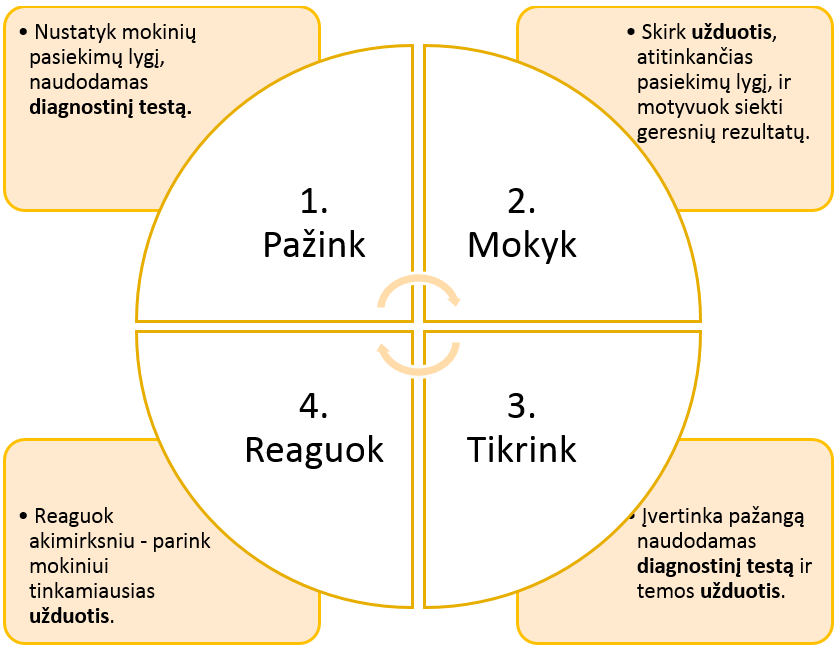 • Nustatyk mokinių
pasiekimų lygį,
naudodamas
diagnostinį testą.
• Skirk užduotis,
atitinkančias
pasiekimų lygį, ir
motyvuok siekti
geresnių rezultatų.
1.
Pažink
2.
Mokyk
4.
Reaguok
3.
Tikrink
• Reaguok
akimirksniu - parink
mokiniui
tinkamiausias
užduotis.
• Įvertinka pažangą
naudodamas
diagnostinį testą ir
temos užduotis.